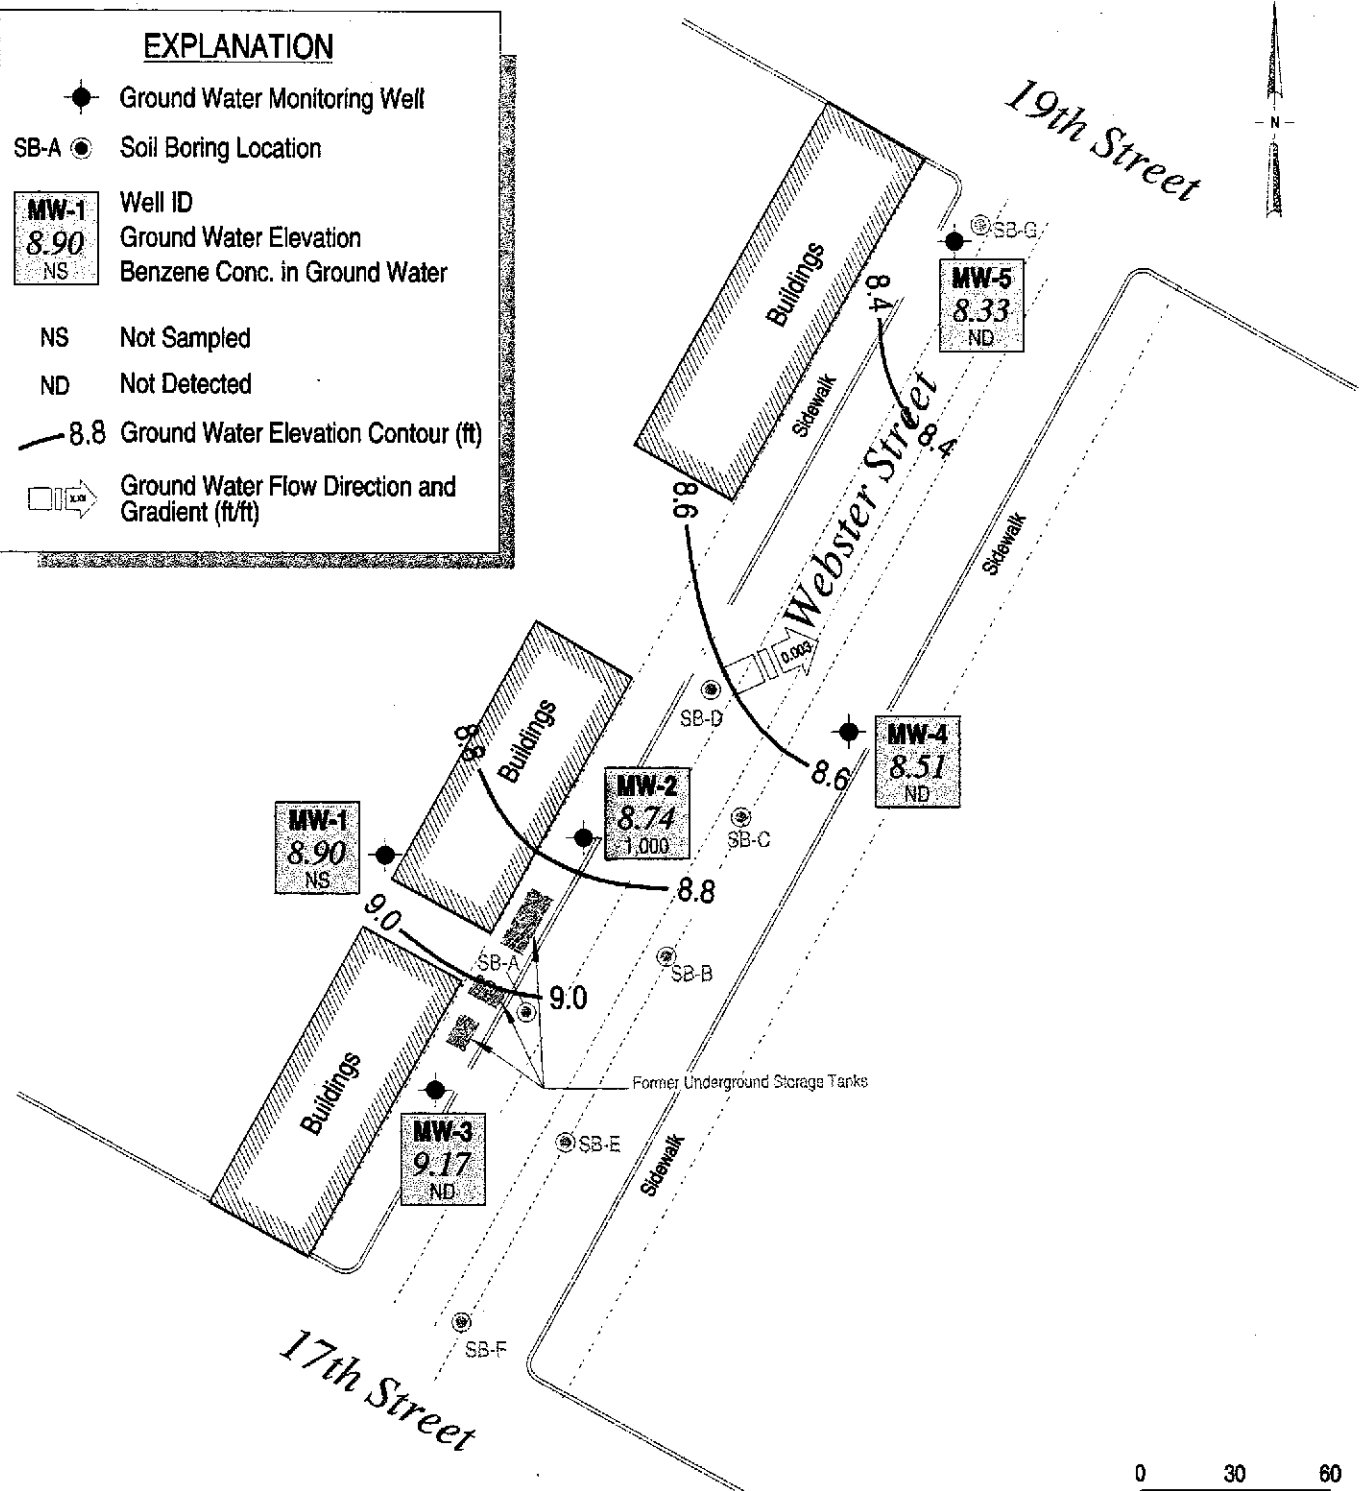 EXPLANATION
Ground Water Monitoring Well
SB-A Soil Boring Location
MW-1 Well ID
8.90 Ground Water Elevation
NS Benzene Conc. in Ground Water
NS Not Sampled
ND Not Detected
8.8 Ground Water Elevation Contour (ft)
x.xx Ground Water Flow Direction and
Gradient (ft/ft)
19th Street
N
SB-G
Buildings
MW-5
8.33
ND
8.4
Sidewalk
Webster Street
8.4
8.6
Sidewalk
0.003
SB-D
Buildings
8.8
8.6
MW-4
8.51
ND
MW-2
8.74
1,000
SB-C
MW-1
8.90
NS
8.8
9.0
SB-A
SB-B
9.0
Buildings
Former Underground Storage Tanks
MW-3
9.17
ND
SB-E
Sidewalk
SB-F
17th Street
0 30 60